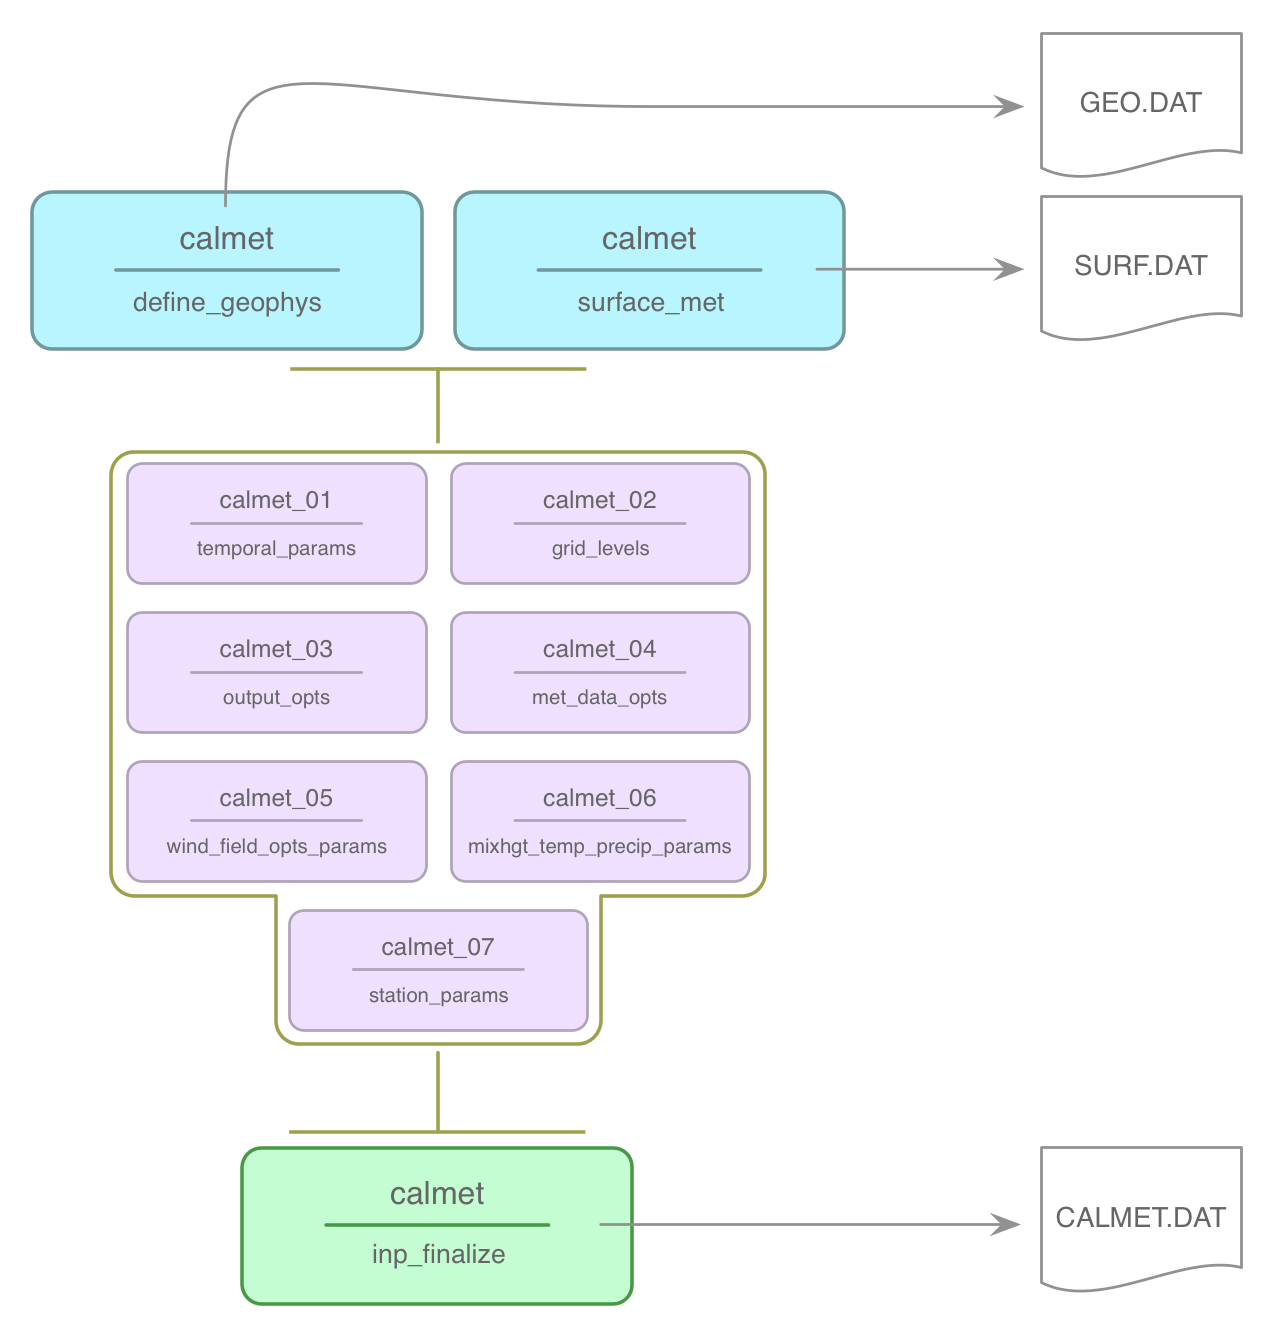 GEO.DAT
calmet
define_geophys
calmet
surface_met
SURF.DAT
calmet_01
temporal_params
calmet_02
grid_levels
calmet_03
output_opts
calmet_04
met_data_opts
calmet_05
wind_field_opts_params
calmet_06
mixhgt_temp_precip_params
calmet_07
station_params
calmet
inp_finalize
CALMET.DAT